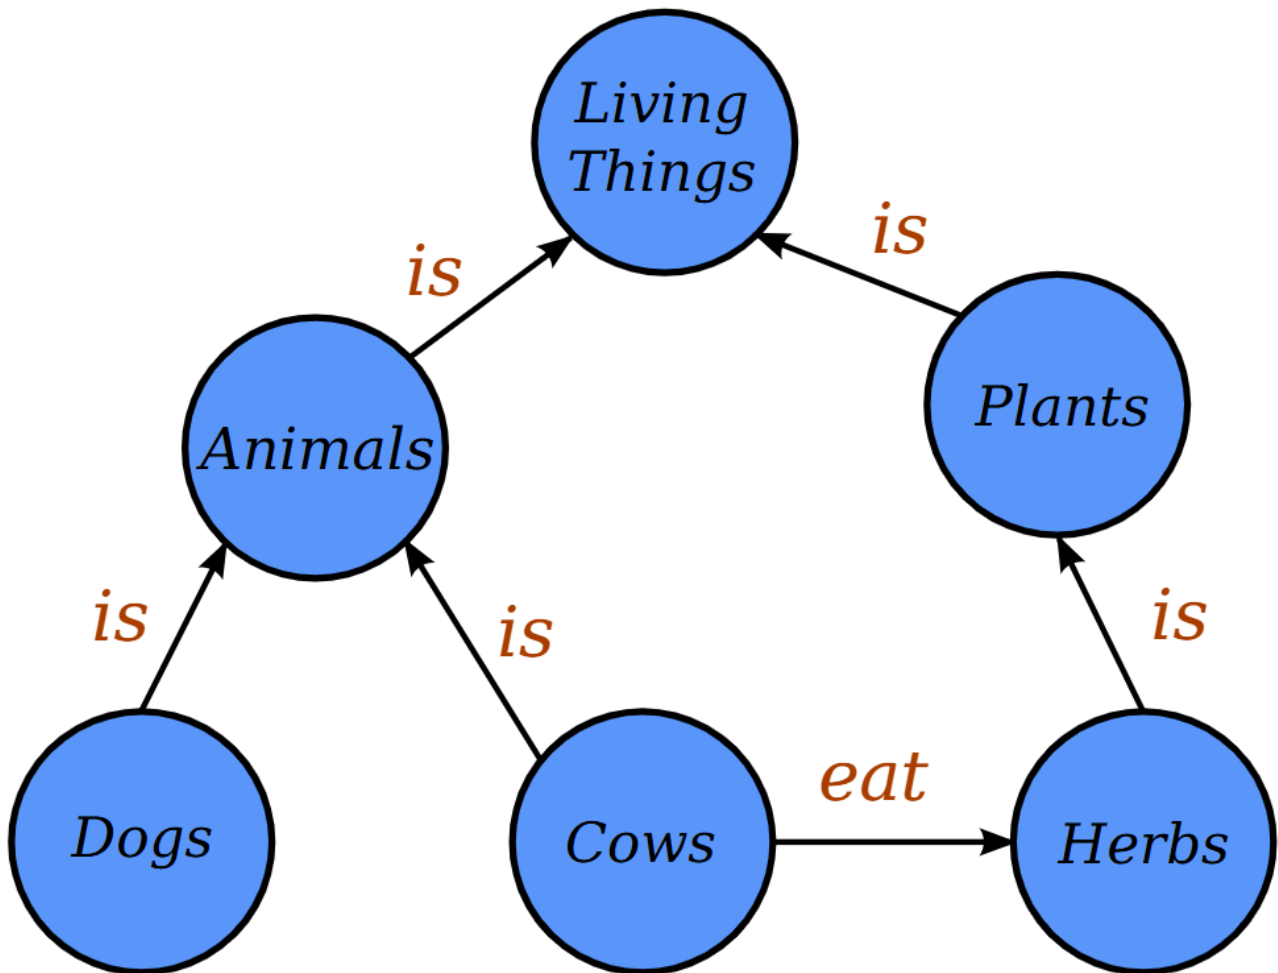 Living
Things
is
is
Animals
Plants
is
is
is
Dogs
Cows
eat
Herbs